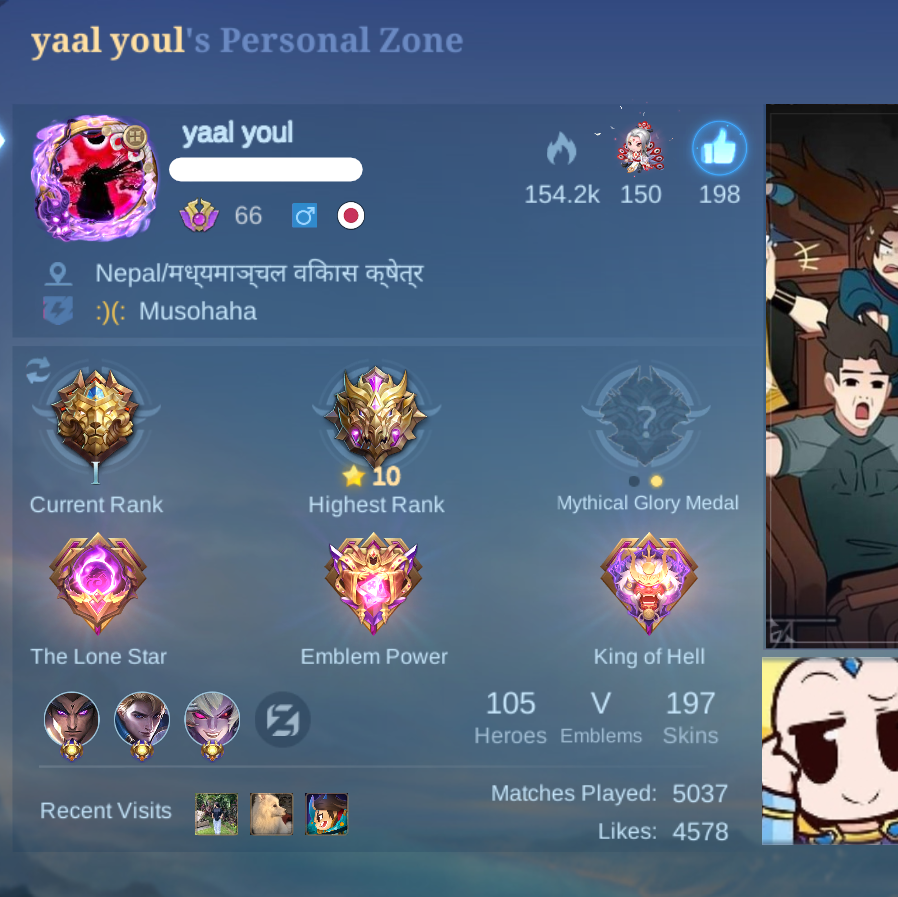 yaal youl's Personal Zone
yaal youl
154.2k 150 198
66
Nepal/मध्यमाञ्चल विकास क्षेत्र
:)(: Musohaha
I
10
?
Current Rank Highest Rank Mythical Glory Medal
The Lone Star Emblem Power King of Hell
105 V 197
Heroes Emblems Skins
Matches Played: 5037
Recent Visits
Likes: 4578